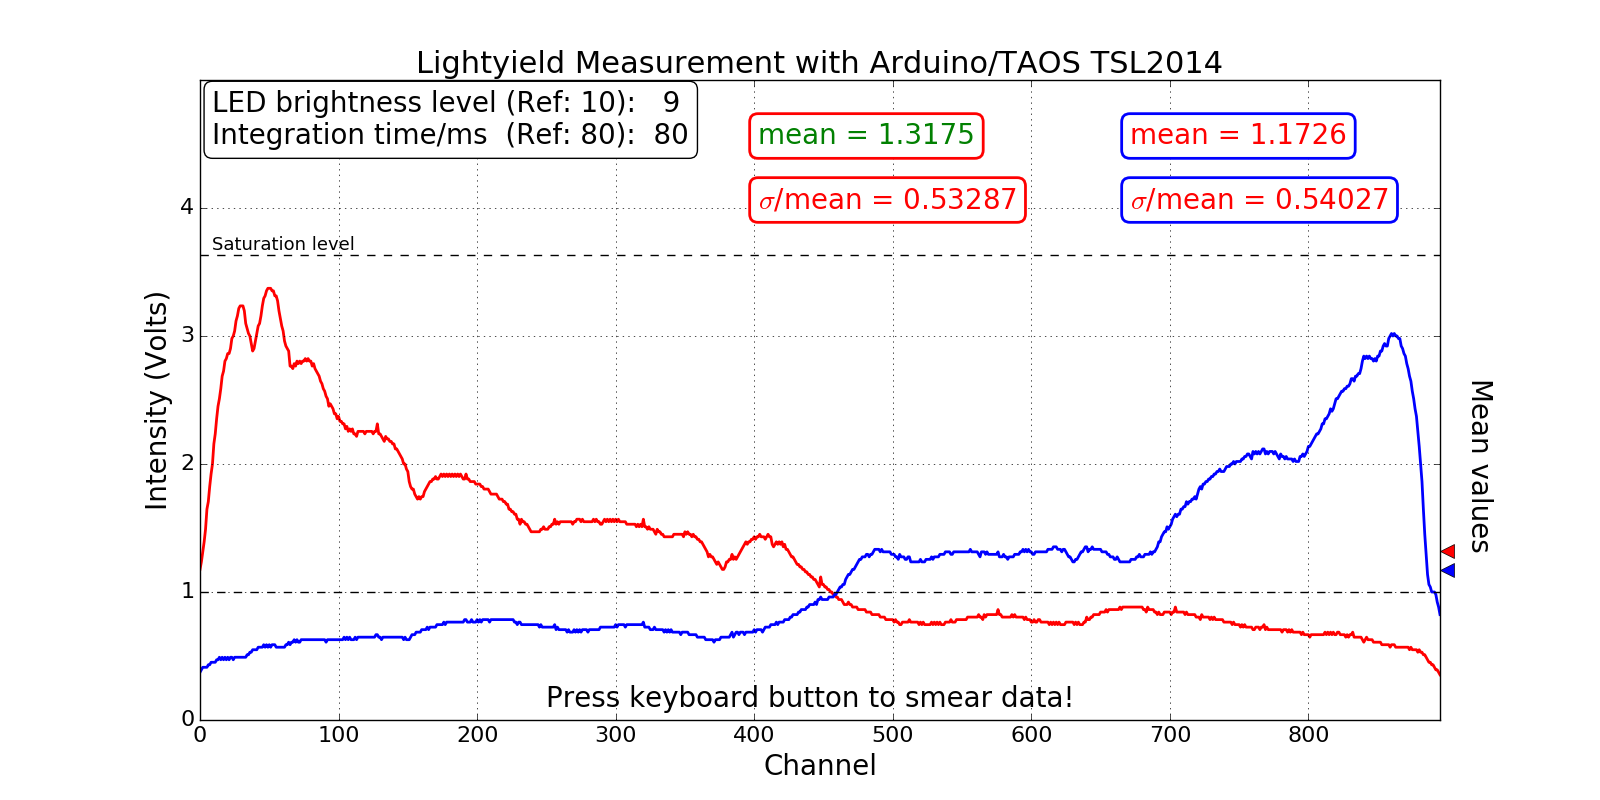 Lightyield Measurement with Arduino/TAOS TSL2014
LED brightness level (Ref: 10): 9
Integration time/ms (Ref: 80): 80
mean = 1.3175
mean = 1.1726
σ/mean = 0.53287
σ/mean = 0.54027
Saturation level
4
3
2
1
0
Intensity (Volts)
Mean values
Press keyboard button to smear data!
0 100 200 300 400 500 600 700 800
Channel